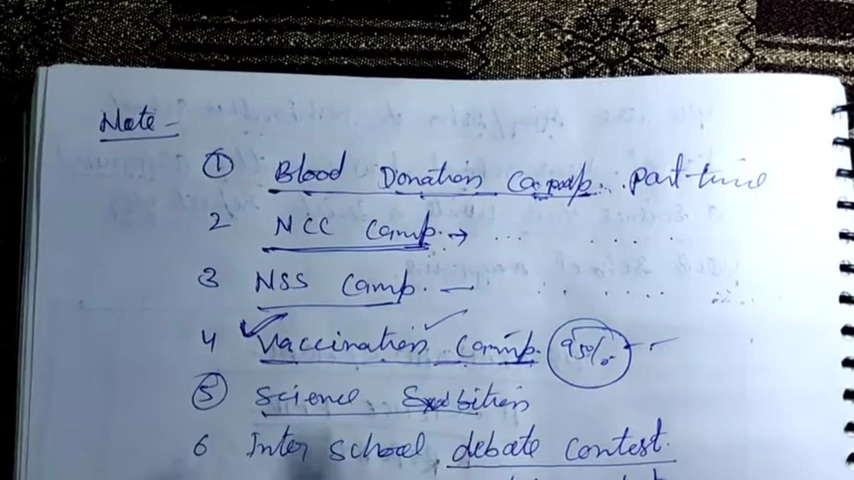 Note -
① Blood Donation Camp... part-time
2 NCC Camp. → ... ....
3 NSS Camp. —
4 Vaccination Camp. 95%
⑤ Science
6 Inter school debate contest.